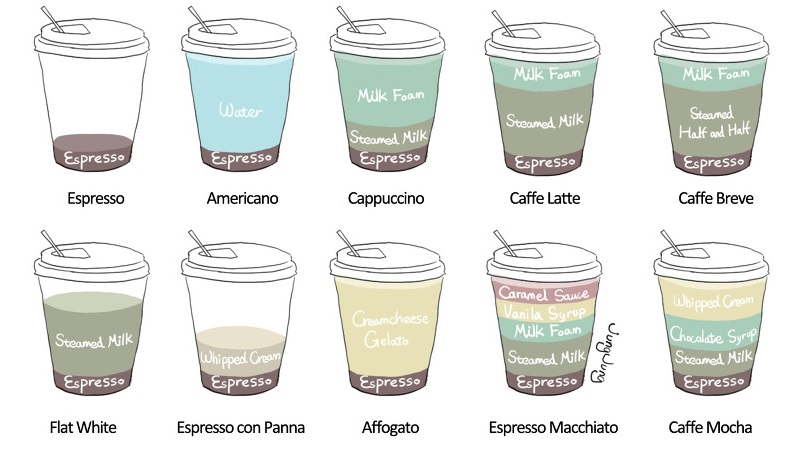 Espresso
Espresso
Water
Espresso
Americano
Milk Foam
Steamed Milk
Espresso
Cappuccino
Milk Foam
Steamed Milk
Espresso
Caffe Latte
Milk Foam
Steamed
Half and Half
Espresso
Caffe Breve
Steamed Milk
Espresso
Flat White
Whipped Cream
Espresso
Espresso con Panna
Creamcheese
Gelato
Espresso
Affogato
Caramel Sauce
Vanila Syrup
Milk Foam
Steamed Milk
Espresso
JungJung
Espresso Macchiato
Whipped Cream
Chocolate Syrup
Steamed Milk
Espresso
Caffe Mocha